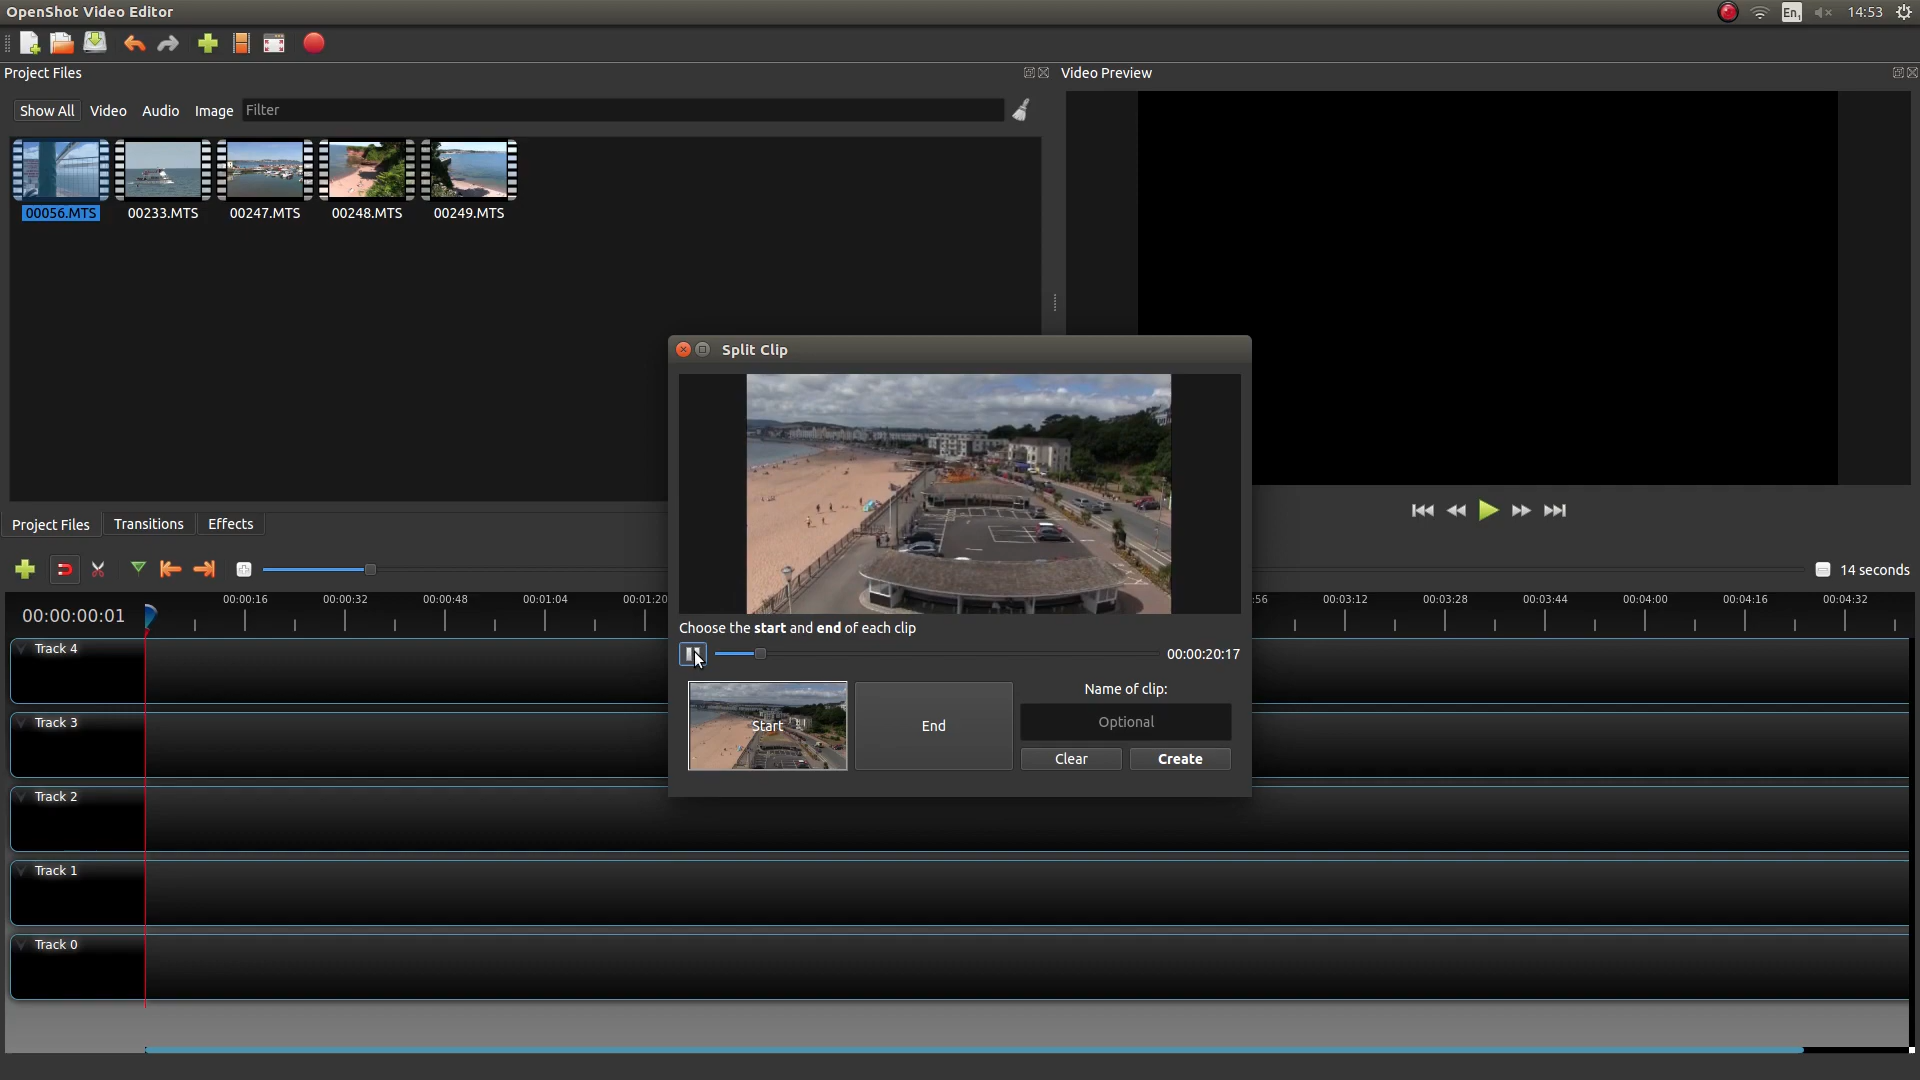 OpenShot Video Editor
En1
14:53
Project Files
Video Preview
Show All
Video
Audio
Image
Filter
00056.MTS
00233.MTS
00247.MTS
00248.MTS
00249.MTS
Split Clip
Choose the start and end of each clip
00:00:20:17
Start
End
Name of clip:
Optional
Clear
Create
Project Files
Transitions
Effects
14 seconds
00:00:00:01
00:00:16
00:00:32
00:00:48
00:01:04
00:01:20
:56
00:03:12
00:03:28
00:03:44
00:04:00
00:04:16
00:04:32
Track 4
Track 3
Track 2
Track 1
Track 0